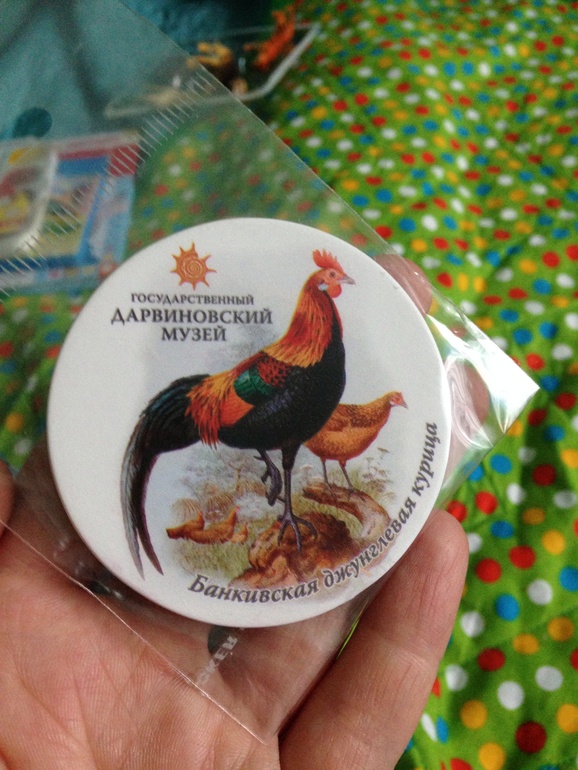 ГОСУДАРСТВЕННЫЙ
ДАРВИНОВСКИЙ
МУЗЕЙ
Банкивская джунглевая курица